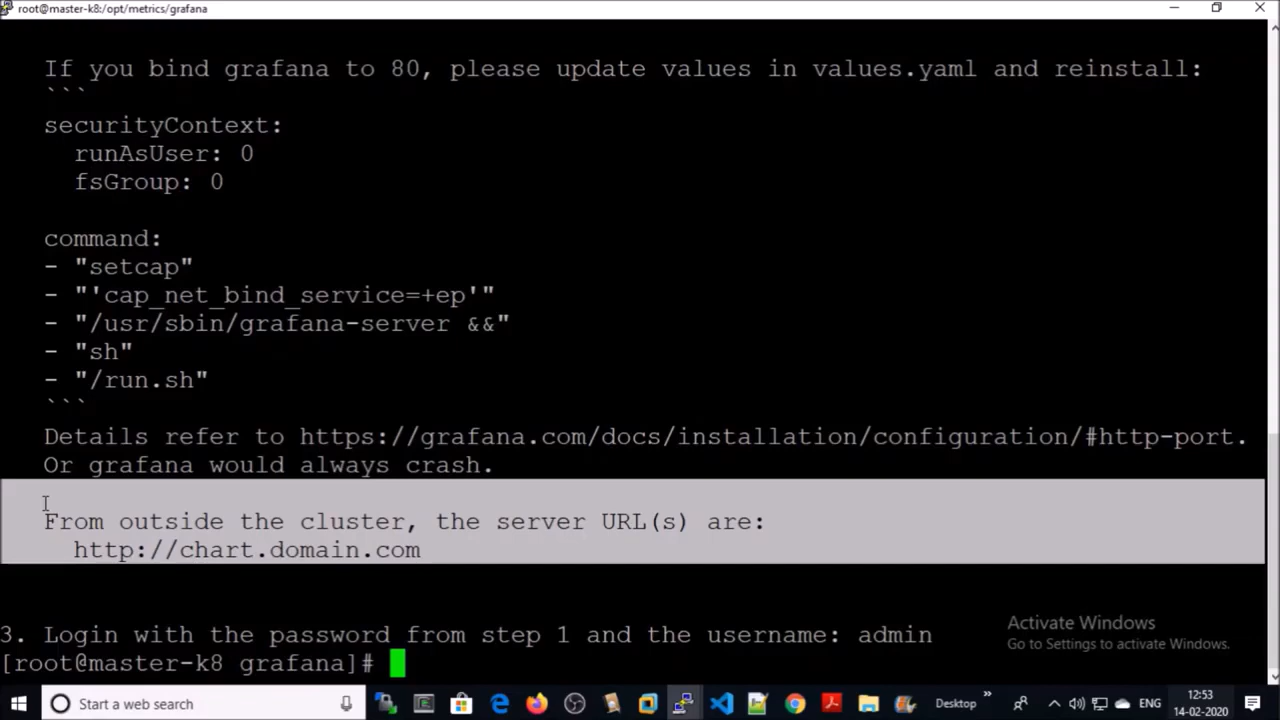 root@master-k8:/opt/metrics/grafana
If you bind grafana to 80, please update values in values.yaml and reinstall:
```
securityContext:
  runAsUser: 0
  fsGroup: 0
command:
- "setcap"
- "'cap_net_bind_service=+ep'"
- "/usr/sbin/grafana-server &&"
- "sh"
- "/run.sh"
```
Details refer to https://grafana.com/docs/installation/configuration/#http-port.
Or grafana would always crash.
From outside the cluster, the server URL(s) are:
  http://chart.domain.com
3. Login with the password from step 1 and the username: admin
[root@master-k8 grafana]#
Activate Windows
Go to Settings to activate Windows.
Start a web search
Desktop
ENG
12:53
14-02-2020